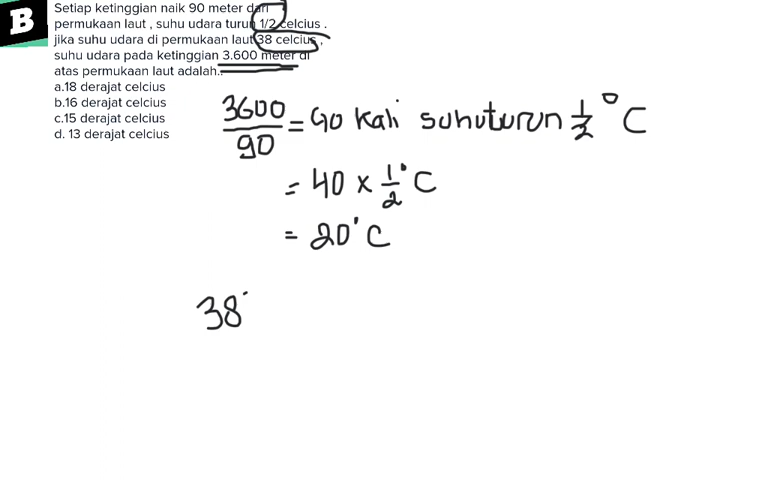 B
Setiap ketinggian naik 90 meter dari
permukaan laut , suhu udara turun 1/2 celcius .
jika suhu udara di permukaan laut 38 celcius ,
suhu udara pada ketinggian 3.600 meter di
atas permukaan laut adalah..
a.18 derajat celcius
b.16 derajat celcius
c.15 derajat celcius
d. 13 derajat celcius
3600/90 = 40 kali suhu turun 1/2 °C
= 40 x 1/2 °C
= 20°C
38°